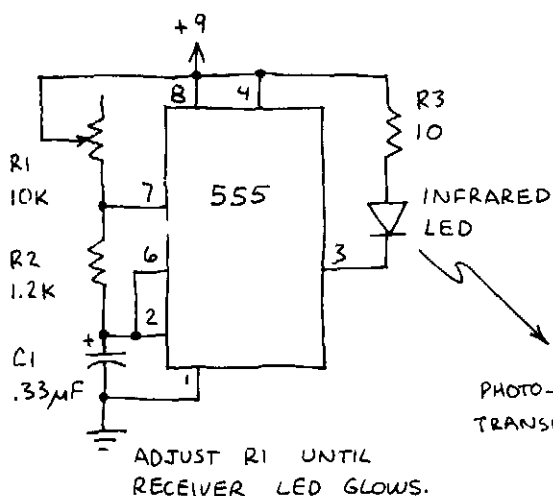 +9
8
4
R3
10
R1
10K
7
555
INFRARED
LED
R2
1.2K
6
3
2
+
C1
.33µF
1
PHOTO-
TRANSI
ADJUST R1 UNTIL
RECEIVER LED GLOWS.